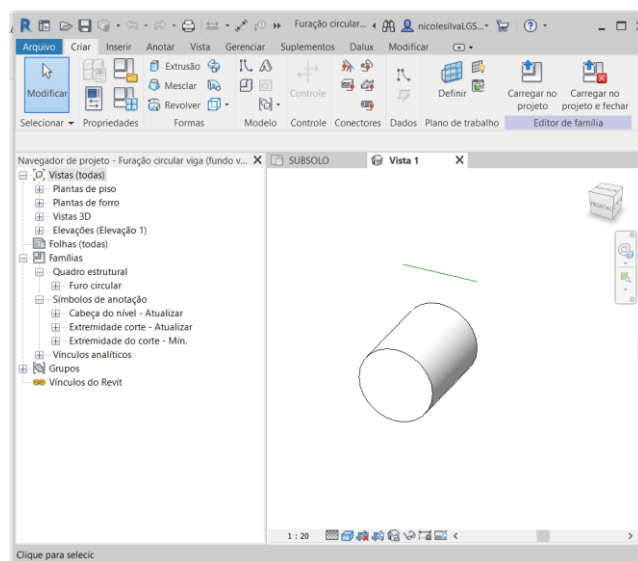 Furação circular... nicolesilvaLGS...
Arquivo Criar Inserir Anotar Vista Gerenciar Suplementos Dalux Modificar
Modificar
Extrusão
Mesclar
Revolver
Controle
Definir
Carregar no projeto
Carregar no projeto e fechar
Selecionar Propriedades Formas Modelo Controle Conectores Dados Plano de trabalho Editor de família
Navegador de projeto - Furação circular viga (fundo v... X
SUBSOLO Vista 1 X
Vistas (todas)
Plantas de piso
Plantas de forro
Vistas 3D
Elevações (Elevação 1)
Folhas (todas)
Famílias
Quadro estrutural
Furo circular
Símbolos de anotação
Cabeça do nível - Atualizar
Extremidade corte - Atualizar
Extremidade do corte - Mín.
Vínculos analíticos
Grupos
Vínculos do Revit
FRONTAL
1 : 20
Clique para selecic